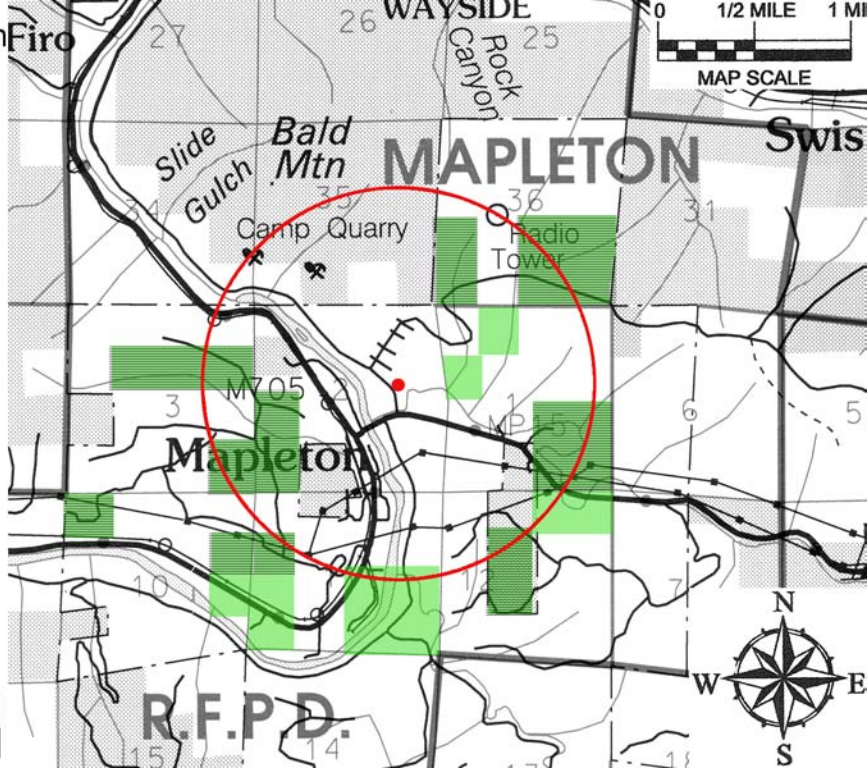 WAYSIDE
0 1/2 MILE 1 MI
MAP SCALE
Firo
27
26
25
Rock
Canyon
Slide
Gulch
Bald
Mtn
MAPLETON
Swis
34
35
36
31
Camp Quarry
Radio
Tower
M705
3
2
1
6
5
MP 15
Mapleton
10
12
7
N
W E
S
R.F.P.D.
15
14